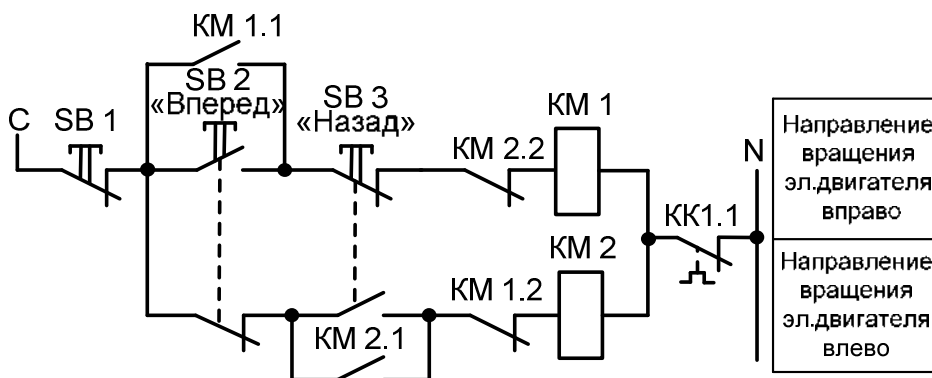 КМ 1.1
SB 2
«Вперед»
SB 3
«Назад»
КМ 1
C
SB 1
КМ 2.2
N
КК1.1
КМ 2
КМ 1.2
КМ 2.1
Направление
вращения
эл.двигателя
вправо
Направление
вращения
эл.двигателя
влево